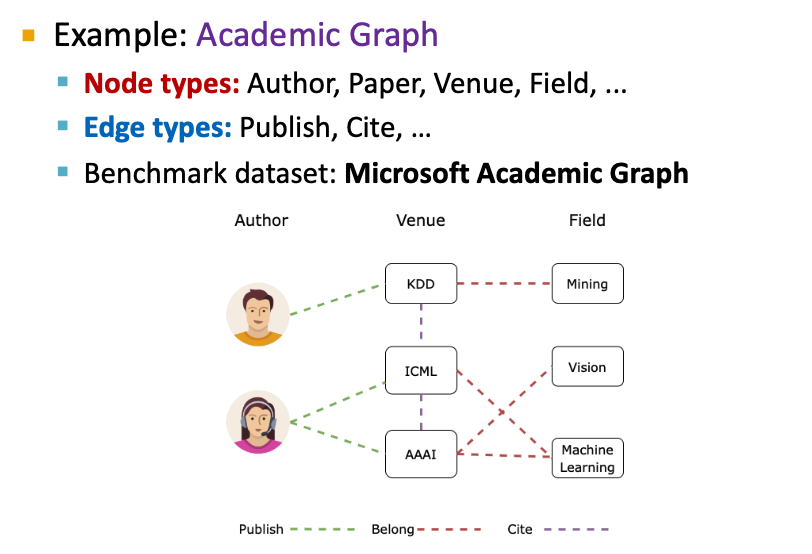 Example: Academic Graph
Node types: Author, Paper, Venue, Field, ...
Edge types: Publish, Cite, ...
Benchmark dataset: Microsoft Academic Graph
Author Venue Field
KDD Mining
ICML Vision
AAAI Machine
Learning
Publish Belong Cite